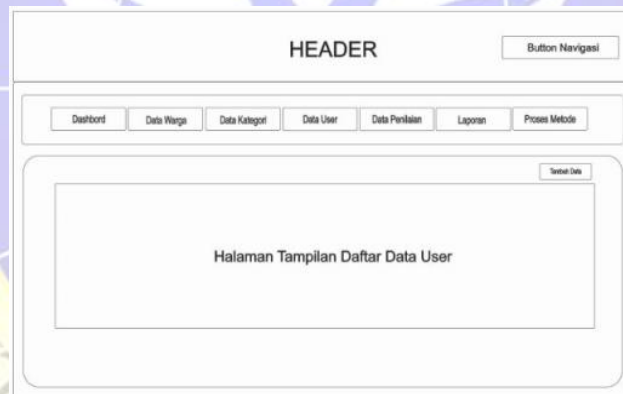 HEADER
Button Navigasi
Dashbord
Data Warga
Data Kategori
Data User
Data Penilaian
Laporan
Proses Metode
Tambah Data
Halaman Tampilan Daftar Data User